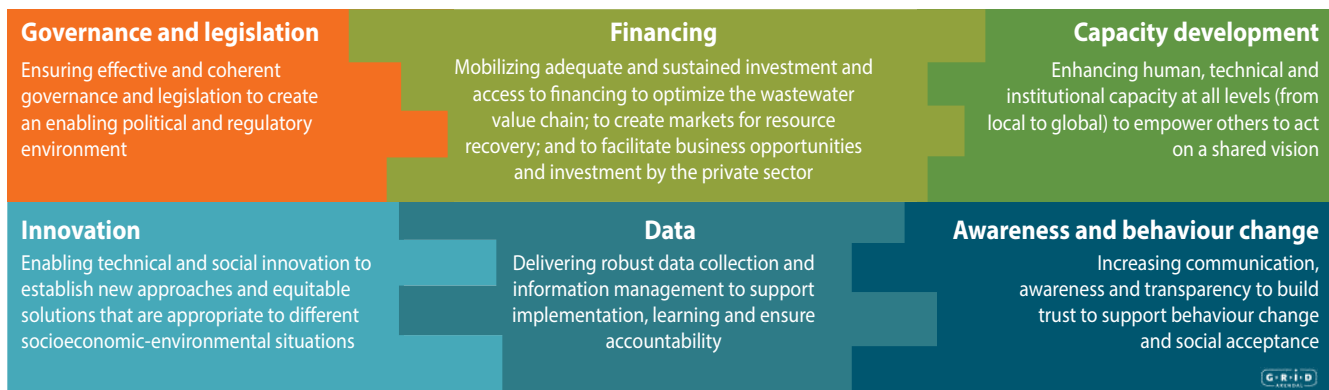 Governance and legislation
Ensuring effective and coherent
governance and legislation to create
an enabling political and regulatory
environment
Financing
Mobilizing adequate and sustained investment and
access to financing to optimize the wastewater
value chain; to create markets for resource
recovery; and to facilitate business opportunities
and investment by the private sector
Capacity development
Enhancing human, technical and
institutional capacity at all levels (from
local to global) to empower others to act
on a shared vision
Innovation
Enabling technical and social innovation to
establish new approaches and equitable
solutions that are appropriate to different
socioeconomic-environmental situations
Data
Delivering robust data collection and
information management to support
implementation, learning and ensure
accountability
Awareness and behaviour change
Increasing communication,
awareness and transparency to build
trust to support behaviour change
and social acceptance
G·R·I·D
ARENDAL